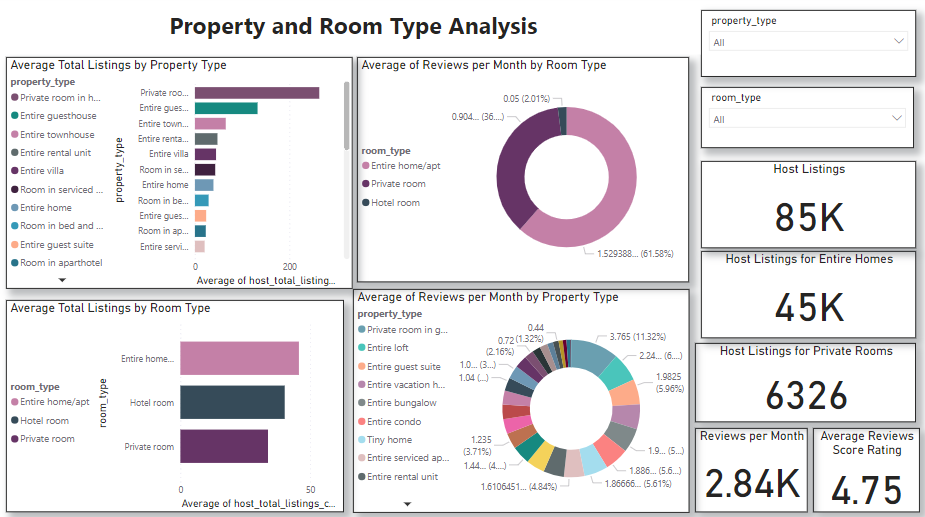 Property and Room Type Analysis
property_type
All
room_type
All
Average Total Listings by Property Type
property_type
Private room in h...
Entire guesthouse
Entire townhouse
Entire rental unit
Entire villa
Room in serviced ...
Entire home
Room in bed and ...
Entire guest suite
Room in aparthotel
property_type
Private roo...
Entire gues...
Entire town...
Entire renta...
Entire villa
Room in se...
Entire home
Room in be...
Entire gues...
Room in ap...
Entire servi...
0
200
Average of host_total_listing...
Average of Reviews per Month by Room Type
room_type
Entire home/apt
Private room
Hotel room
0.05 (2.01%)
0.904... (36....)
1.529388... (61.58%)
Host Listings
85K
Host Listings for Entire Homes
45K
Host Listings for Private Rooms
6326
Reviews per Month
2.84K
Average Reviews
Score Rating
4.75
Average Total Listings by Room Type
room_type
Entire home/apt
Hotel room
Private room
room_type
Entire home...
Hotel room
Private room
0
50
Average of host_total_listings_c...
Average of Reviews per Month by Property Type
property_type
Private room in g...
Entire loft
Entire guest suite
Entire vacation h...
Entire bungalow
Entire condo
Tiny home
Entire serviced ap...
Entire rental unit
0.44
(1.32%)
0.72
(2.16%)
1.0... (3....)
1.04 (...)
1.235
(3.71%)
1.44... (4....)
1.6106451... (4.84%)
3.765 (11.32%)
2.24... (6....)
1.9825
(5.96%)
1.9... (5....)
1.886... (5.6...)
1.86666... (5.61%)